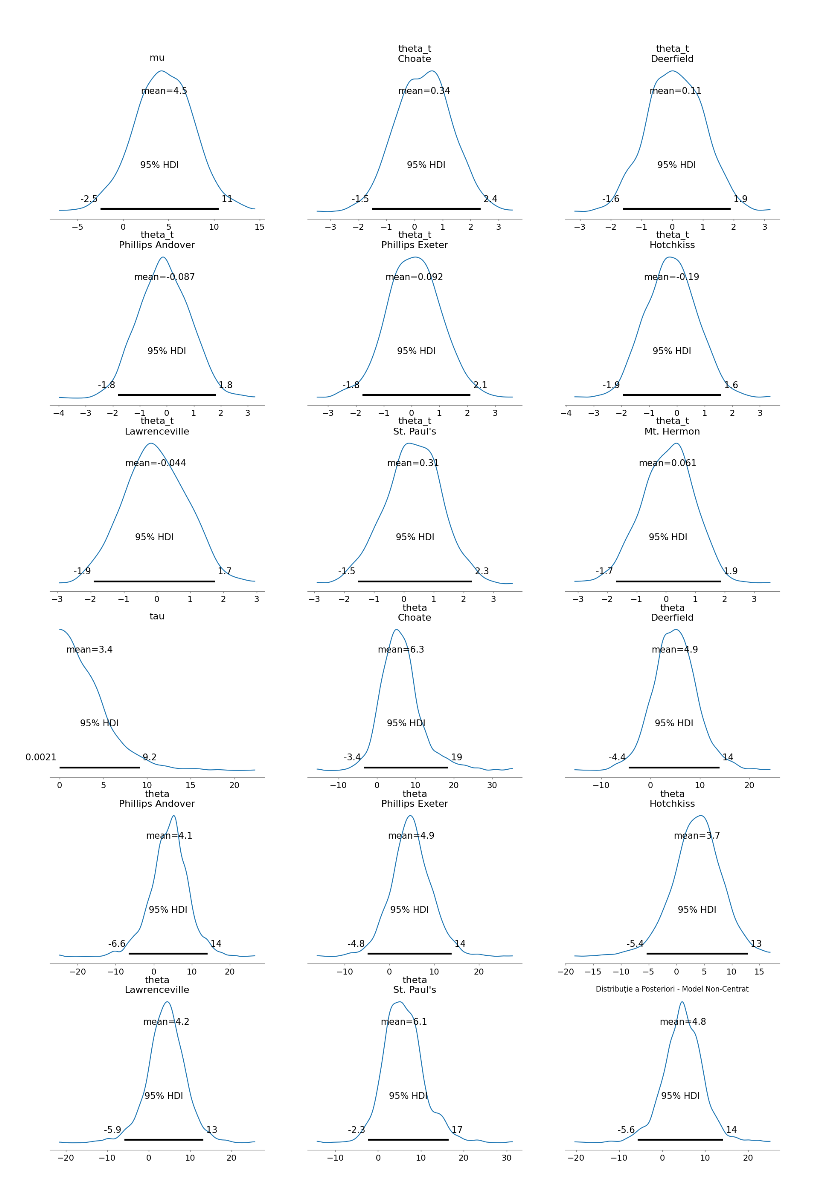 mu
mean=4.5
95% HDI
-2.5 11
−5 0 5 10 15
theta_t
Choate
mean=0.34
95% HDI
-1.5 2.4
−3 −2 −1 0 1 2 3
theta_t
Deerfield
mean=0.11
95% HDI
-1.6 1.9
−3 −2 −1 0 1 2 3
theta_t
Phillips Andover
mean=-0.087
95% HDI
-1.8 1.8
−4 −3 −2 −1 0 1 2 3
theta_t
Phillips Exeter
mean=0.092
95% HDI
-1.8 2.1
−3 −2 −1 0 1 2 3
theta_t
Hotchkiss
mean=-0.19
95% HDI
-1.9 1.6
−4 −3 −2 −1 0 1 2 3
theta_t
Lawrenceville
mean=-0.044
95% HDI
-1.9 1.7
−3 −2 −1 0 1 2 3
theta_t
St. Paul's
mean=0.31
95% HDI
-1.5 2.3
−3 −2 −1 0 1 2 3
theta_t
Mt. Hermon
mean=0.061
95% HDI
-1.7 1.9
−3 −2 −1 0 1 2 3
tau
mean=3.4
95% HDI
0.0021 9.2
0 5 10 15 20
theta
Choate
mean=6.3
95% HDI
-3.4 19
−10 0 10 20 30
theta
Deerfield
mean=4.9
95% HDI
-4.4 14
−10 0 10 20
theta
Phillips Andover
mean=4.1
95% HDI
-6.6 14
−20 −10 0 10 20
theta
Phillips Exeter
mean=4.9
95% HDI
-4.8 14
−10 0 10 20
theta
Hotchkiss
mean=3.7
95% HDI
-5.4 13
−20 −15 −10 −5 0 5 10 15
theta
Lawrenceville
mean=4.2
95% HDI
-5.9 13
−20 −10 0 10 20
theta
St. Paul's
mean=6.1
95% HDI
-2.3 17
−10 0 10 20 30
Distribuție a Posteriori - Model Non-Centrat
mean=4.8
95% HDI
-5.6 14
−20 −10 0 10 20